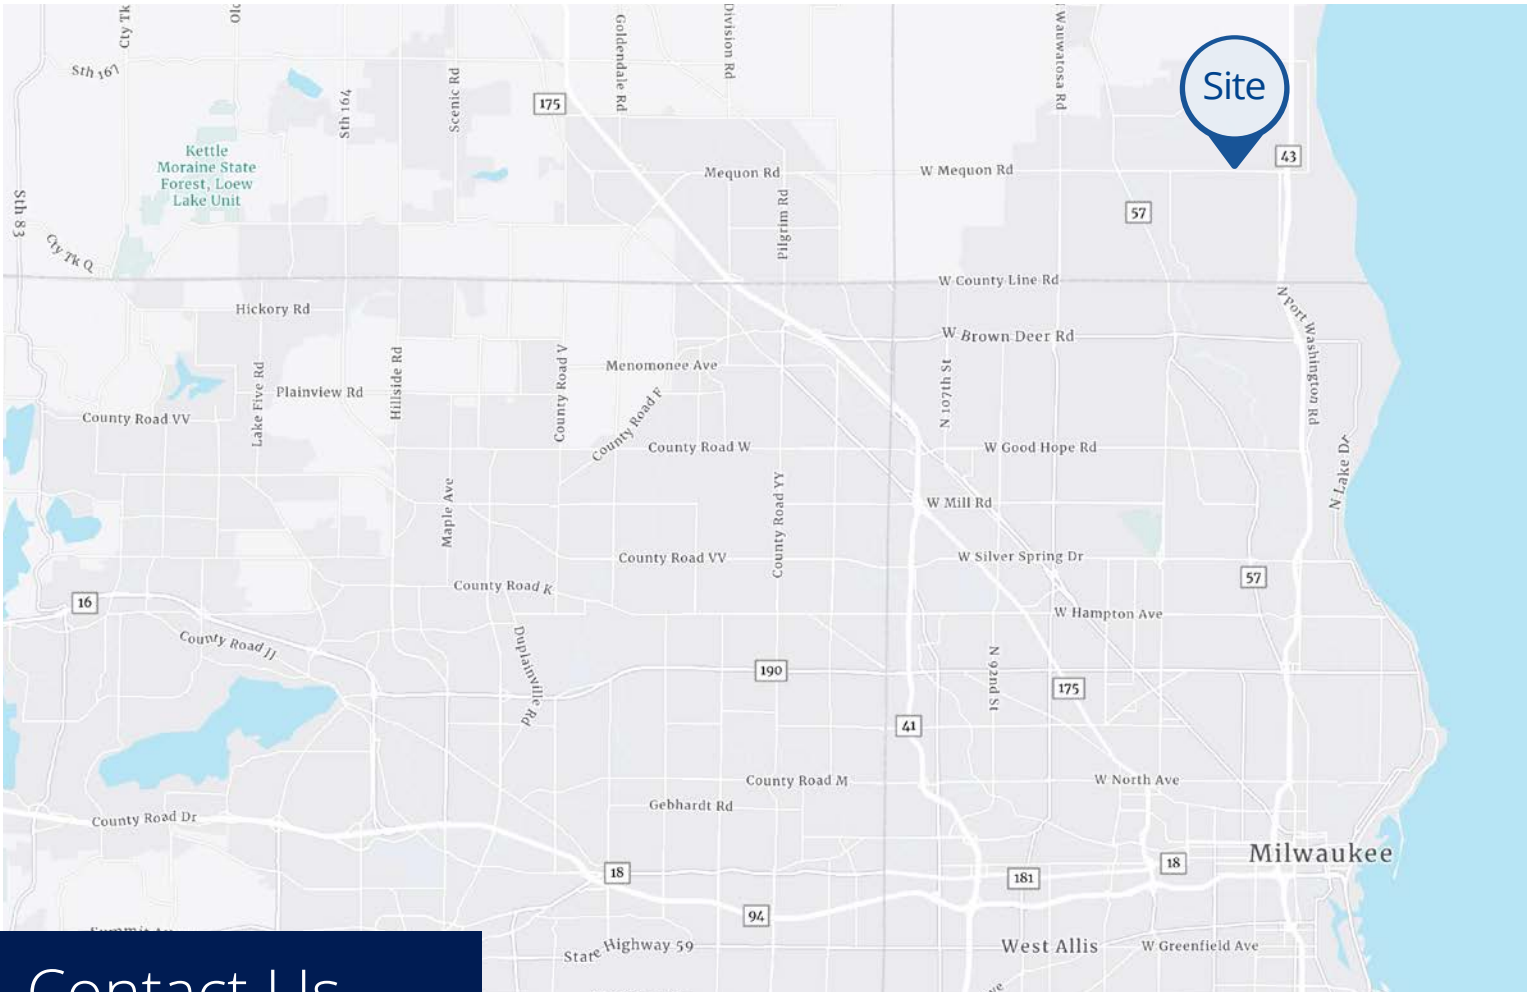 Cty Tk
Goldendale Rd
Division Rd
Wauwatosa Rd
Sth 167
Sth 164
Scenic Rd
175
Site
43
Kettle
Moraine State
Forest, Loew
Lake Unit
Mequon Rd
W Mequon Rd
Sth 83
Pilgrim Rd
57
Cty Tk Q
W County Line Rd
Hickory Rd
N Port Washington Rd
W Brown Deer Rd
Menomonee Ave
Lake Five Rd
Plainview Rd
Hillside Rd
County Road V
County Road F
N 107th St
County Road VV
County Road W
W Good Hope Rd
N Lake Dr
Maple Ave
County Road YY
W Mill Rd
County Road VV
W Silver Spring Dr
57
County Road K
16
W Hampton Ave
County Road JJ
Duplainville Rd
190
N 92nd St
175
41
County Road M
W North Ave
Gebhardt Rd
County Road Dr
Milwaukee
18
181
18
94
State Highway 59
West Allis
W Greenfield Ave
Contact Us